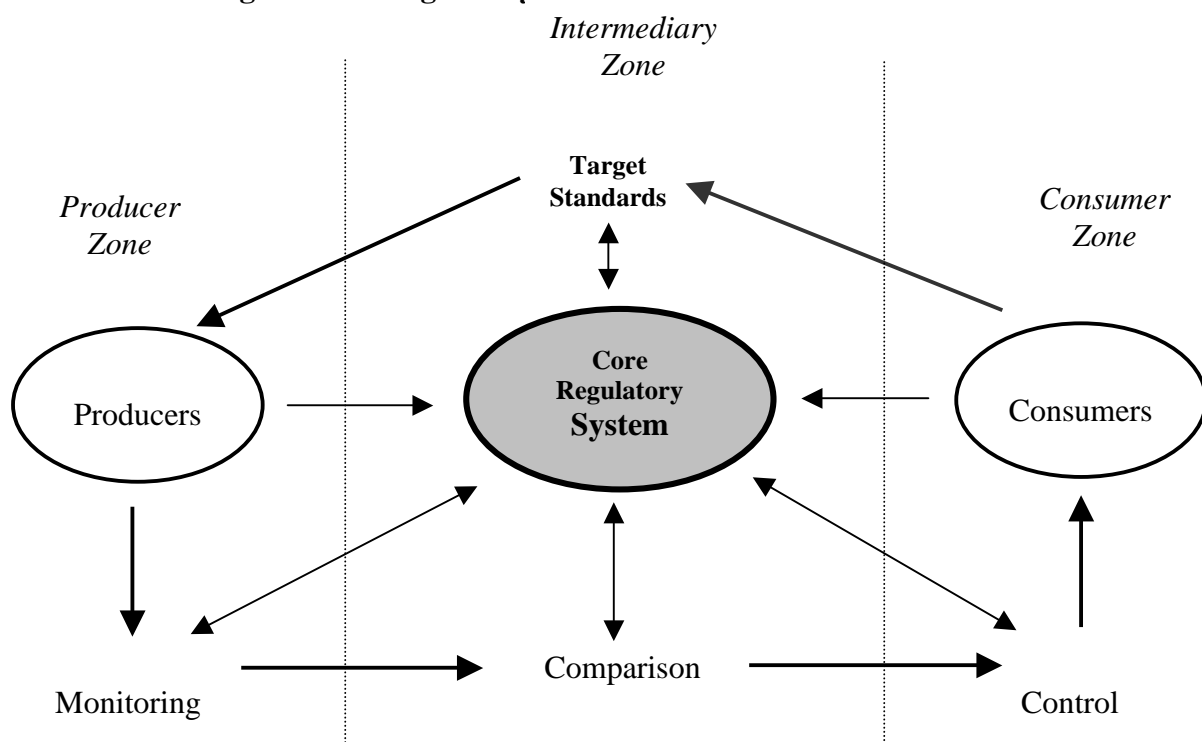 Intermediary
Zone
Target
Standards
Producer
Zone
Consumer
Zone
Core
Regulatory
System
Producers
Consumers
Comparison
Monitoring
Control